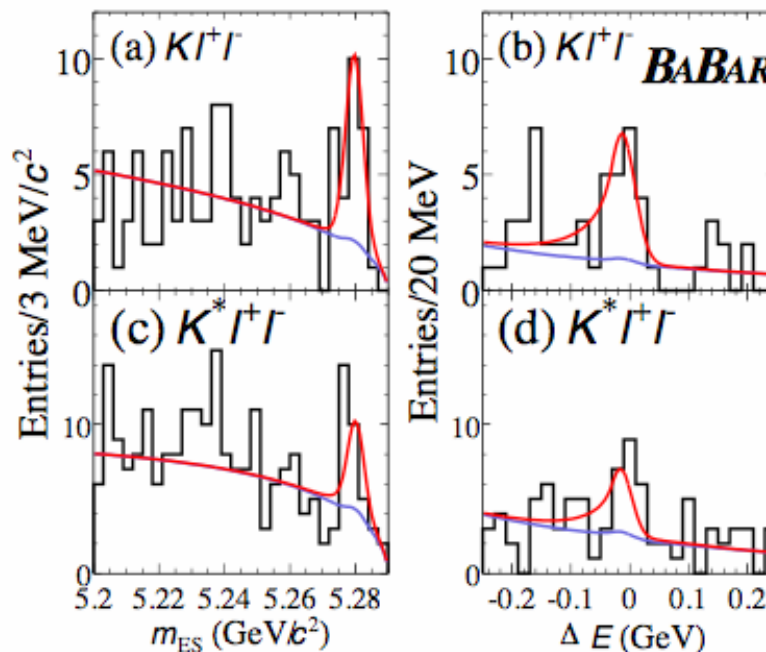 (a) Kl⁺l⁻
(b) Kl⁺l⁻
BABAR
10
5
0
10
5
0
Entries/3 MeV/c²
Entries/20 MeV
(c) K*l⁺l⁻
(d) K*l⁺l⁻
10
0
10
0
5.2 5.22 5.24 5.26 5.28
-0.2 -0.1 0 0.1 0.2
m_ES (GeV/c²)
Δ E (GeV)